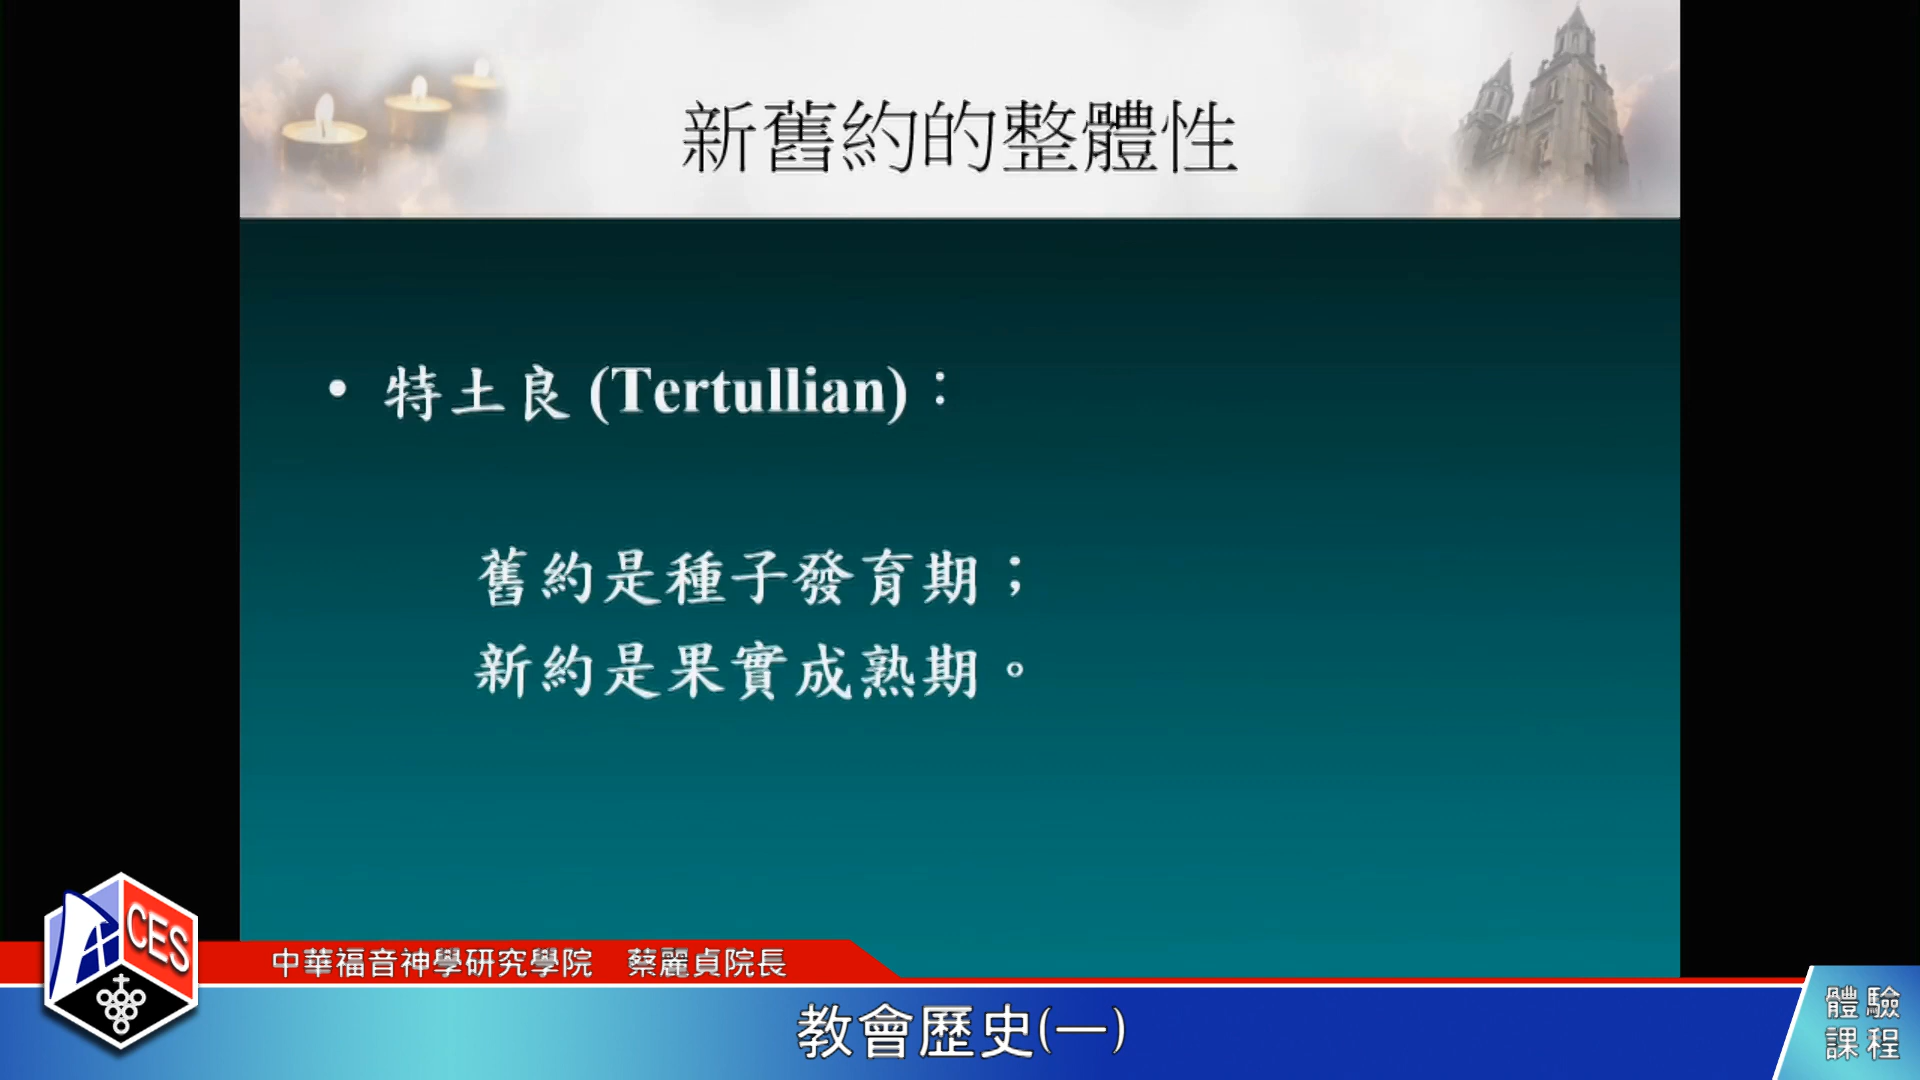 新舊約的整體性
• 特土良 (Tertullian)：
舊約是種子發育期；
新約是果實成熟期。
CES
中華福音神學研究學院 蔡麗貞院長
教會歷史(一)
體驗
課程